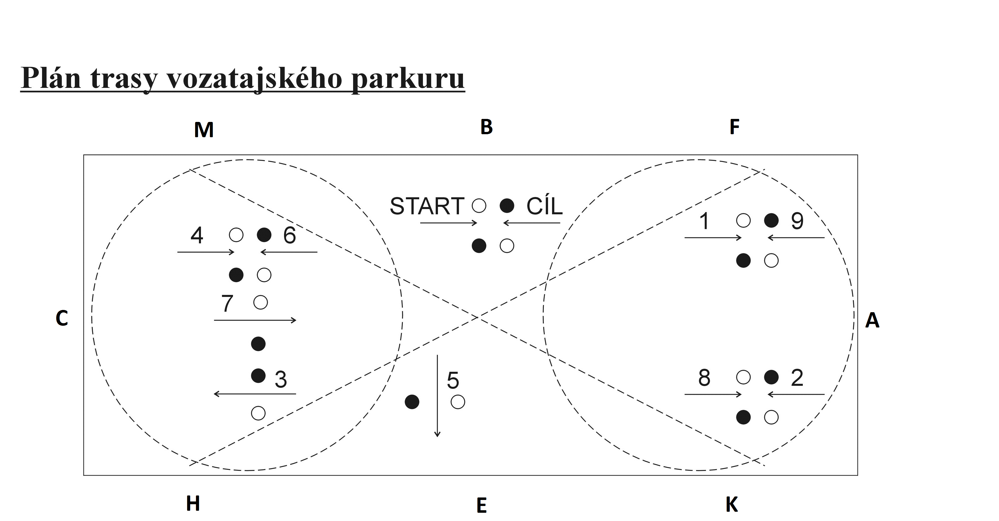 Plán trasy vozatajského parkuru
M B F
START CÍL
1 9
4 6
7
C A
3 5 8 2
H E K